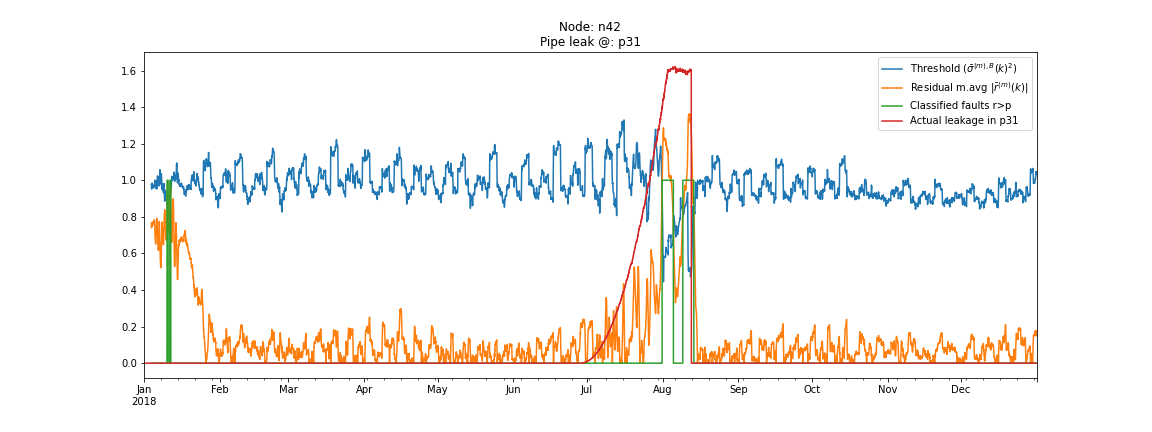 Node: n42
Pipe leak @: p31
Threshold (σ̄⁽ᵐ⁾,ᴮ(k)²)
Residual m.avg |r̄⁽ᵐ⁾(k)|
Classified faults r>p
Actual leakage in p31
1.6
1.4
1.2
1.0
0.8
0.6
0.4
0.2
0.0
Jan Feb Mar Apr May Jun Jul Aug Sep Oct Nov Dec
2018